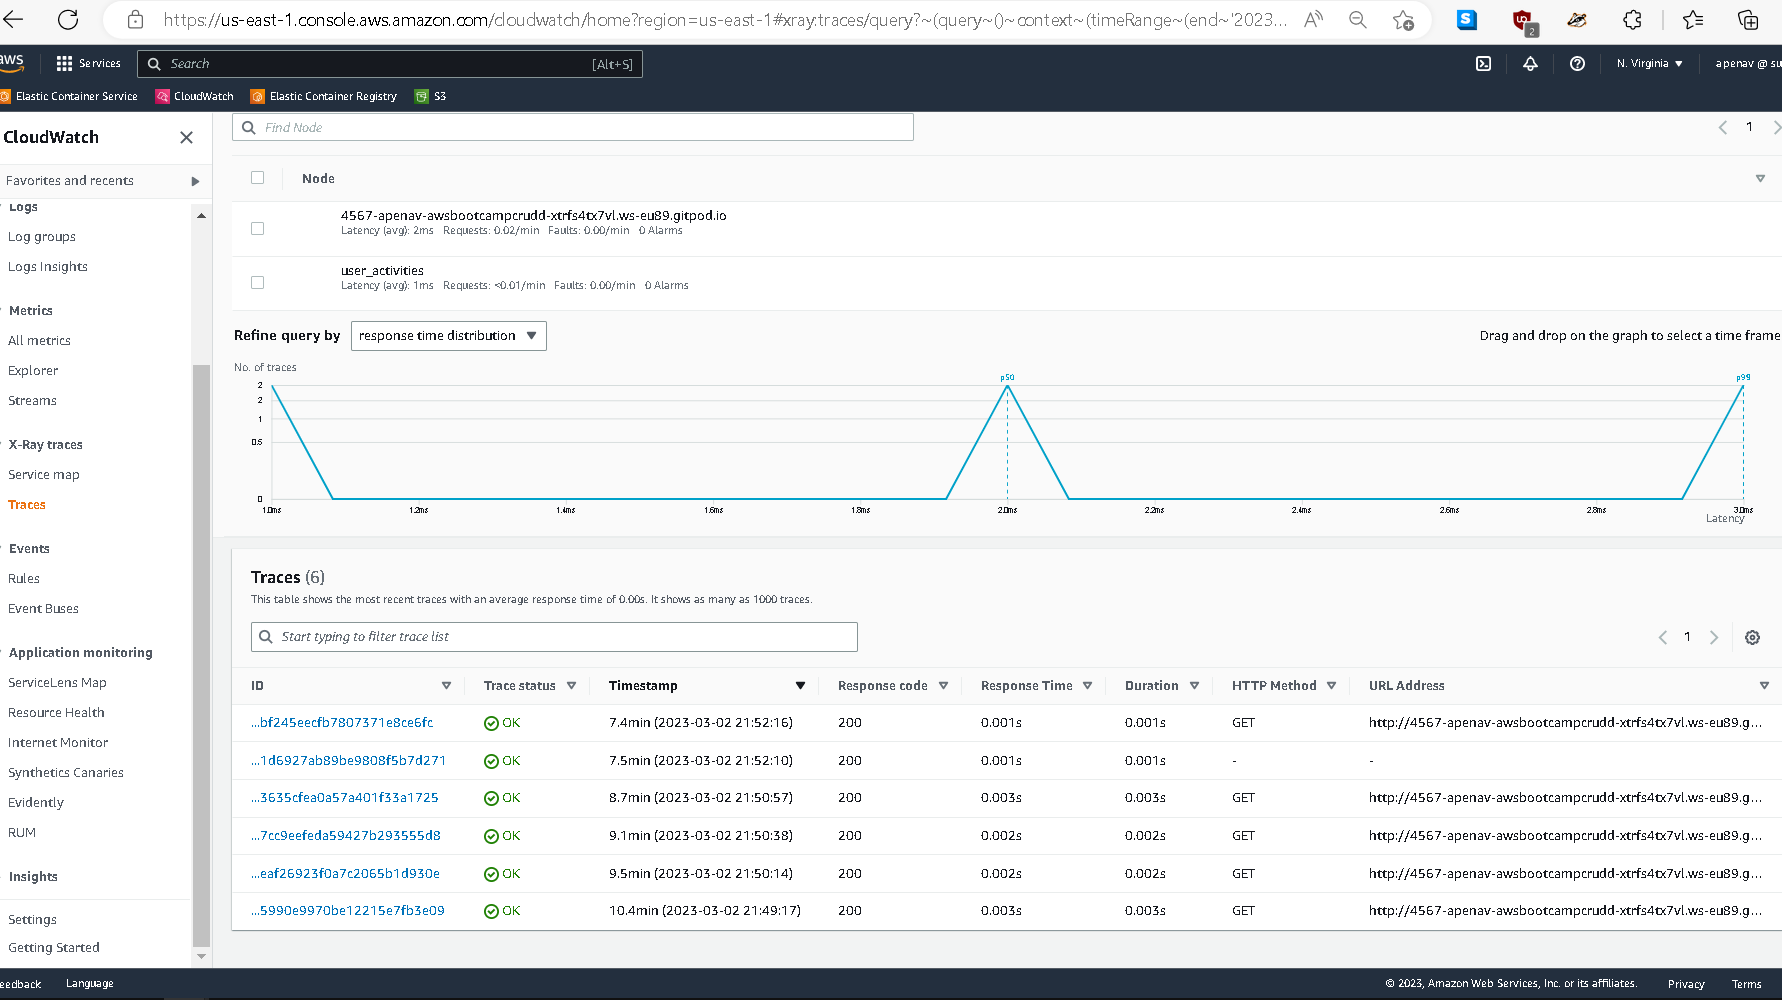 https://us-east-1.console.aws.amazon.com/cloudwatch/home?region=us-east-1#xray:traces/query?~(query~()~context~(timeRange~(end~'2023...
2
aws
Services
Search
[Alt+S]
N. Virginia
apenav @ su
Elastic Container Service
CloudWatch
Elastic Container Registry
S3
CloudWatch
Favorites and recents
Logs
Log groups
Logs Insights
Metrics
All metrics
Explorer
Streams
X-Ray traces
Service map
Traces
Events
Rules
Event Buses
Application monitoring
ServiceLens Map
Resource Health
Internet Monitor
Synthetics Canaries
Evidently
RUM
Insights
Settings
Getting Started
Find Node
1
Node
4567-apenav-awsbootcampcrudd-xtrfs4tx7vl.ws-eu89.gitpod.io
Latency (avg): 2ms Requests: 0.02/min Faults: 0.00/min 0 Alarms
user_activities
Latency (avg): 1ms Requests: <0.01/min Faults: 0.00/min 0 Alarms
Refine query by
response time distribution
Drag and drop on the graph to select a time frame
No. of traces
p50
p99
2
2
1
0.5
0
1.0ms 1.2ms 1.4ms 1.6ms 1.8ms 2.0ms 2.2ms 2.4ms 2.6ms 2.8ms 3.0ms
Latency
Traces (6)
This table shows the most recent traces with an average response time of 0.00s. It shows as many as 1000 traces.
Start typing to filter trace list
1
ID Trace status Timestamp Response code Response Time Duration HTTP Method URL Address
...bf245eecfb7807371e8ce6fc OK 7.4min (2023-03-02 21:52:16) 200 0.001s 0.001s GET http://4567-apenav-awsbootcampcrudd-xtrfs4tx7vl.ws-eu89.g...
...1d6927ab89be9808f5b7d271 OK 7.5min (2023-03-02 21:52:10) 200 0.001s 0.001s - -
...3635cfea0a57a401f33a1725 OK 8.7min (2023-03-02 21:50:57) 200 0.003s 0.003s GET http://4567-apenav-awsbootcampcrudd-xtrfs4tx7vl.ws-eu89.g...
...7cc9eefeda59427b293555d8 OK 9.1min (2023-03-02 21:50:38) 200 0.002s 0.002s GET http://4567-apenav-awsbootcampcrudd-xtrfs4tx7vl.ws-eu89.g...
...eaf26923f0a7c2065b1d930e OK 9.5min (2023-03-02 21:50:14) 200 0.002s 0.002s GET http://4567-apenav-awsbootcampcrudd-xtrfs4tx7vl.ws-eu89.g...
...5990e9970be12215e7fb3e09 OK 10.4min (2023-03-02 21:49:17) 200 0.003s 0.003s GET http://4567-apenav-awsbootcampcrudd-xtrfs4tx7vl.ws-eu89.g...
eedback
Language
© 2023, Amazon Web Services, Inc. or its affiliates.
Privacy
Terms